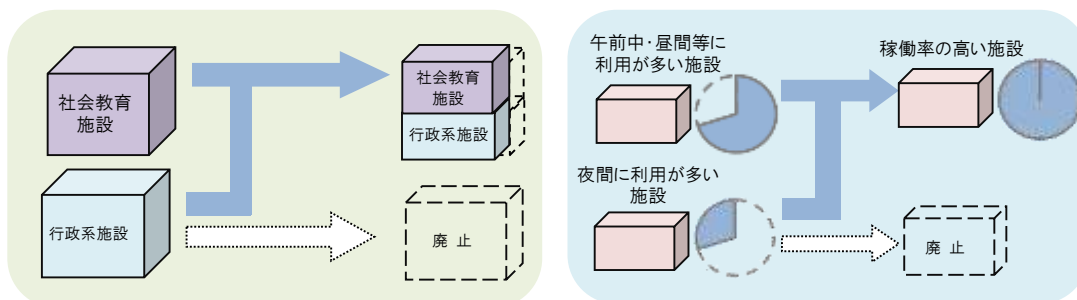 社会教育
施設
行政系施設
社会教育
施設
行政系施設
廃 止
午前中・昼間等に
利用が多い施設
夜間に利用が多い
施設
稼働率の高い施設
廃 止